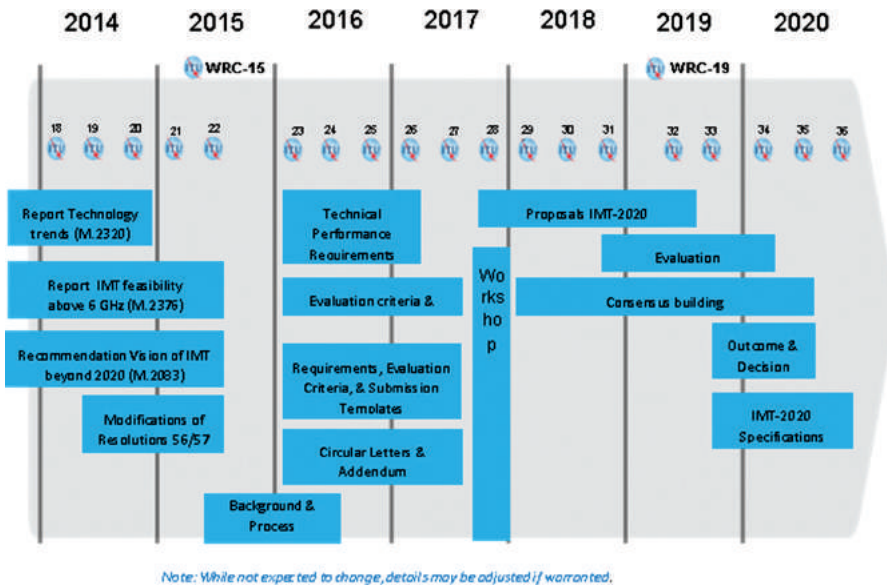 2014 2015 2016 2017 2018 2019 2020
WRC-15 WRC-19
18 19 20 21 22 23 24 25 26 27 28 29 30 31 32 33 34 35 36
Report Technology
trends (M.2320)
Technical
Performance
Requirements
Proposals IMT-2020
Evaluation
Report IMT feasibility
above 6 GHz (M.2376)
Evaluation criteria &
Wo
rks
ho
p
Consensus building
Recommendation Vision of IMT
beyond 2020 (M.2083)
Requirements, Evaluation
Criteria, & Submission
Templates
Outcome &
Decision
Modifications of
Resolutions 56/57
Circular Letters &
Addendum
IMT-2020
Specifications
Background &
Process
Note: While not expected to change, details may be adjusted if warranted.